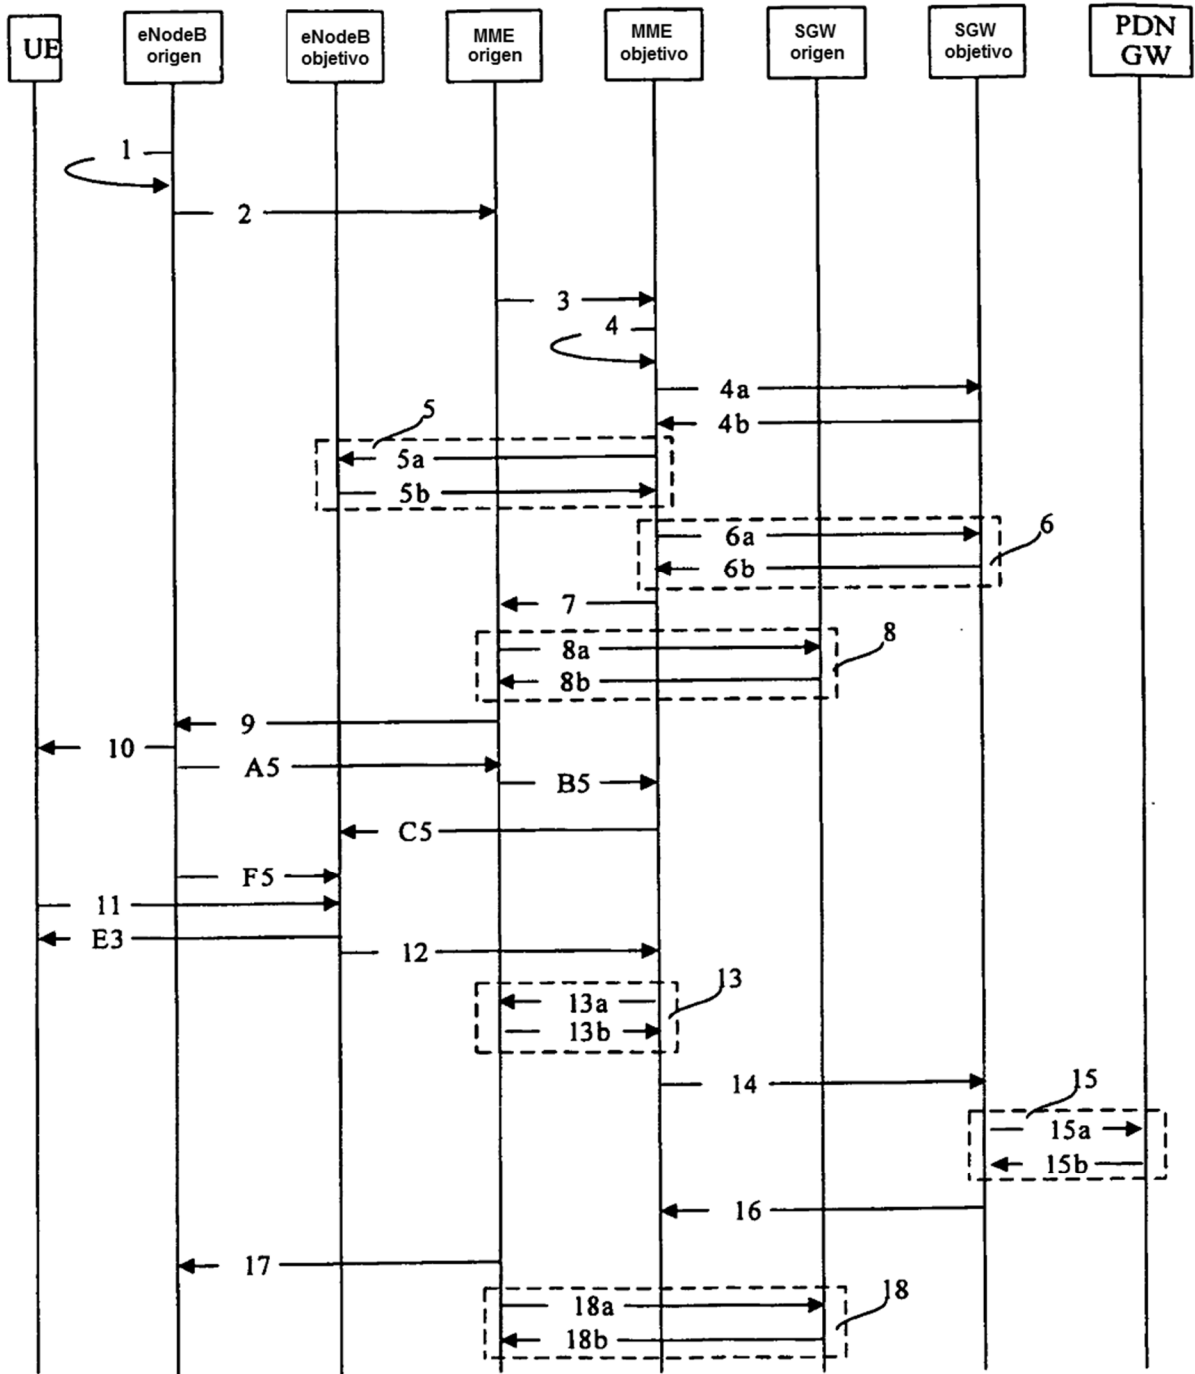 UE
eNodeB
origen
eNodeB
objetivo
MME
origen
MME
objetivo
SGW
origen
SGW
objetivo
PDN
GW
1
2
3
4
4a
4b
5
5a
5b
6
6a
6b
7
8
8a
8b
9
10
A5
B5
C5
F5
11
E3
12
13
13a
13b
14
15
15a
15b
16
17
18
18a
18b